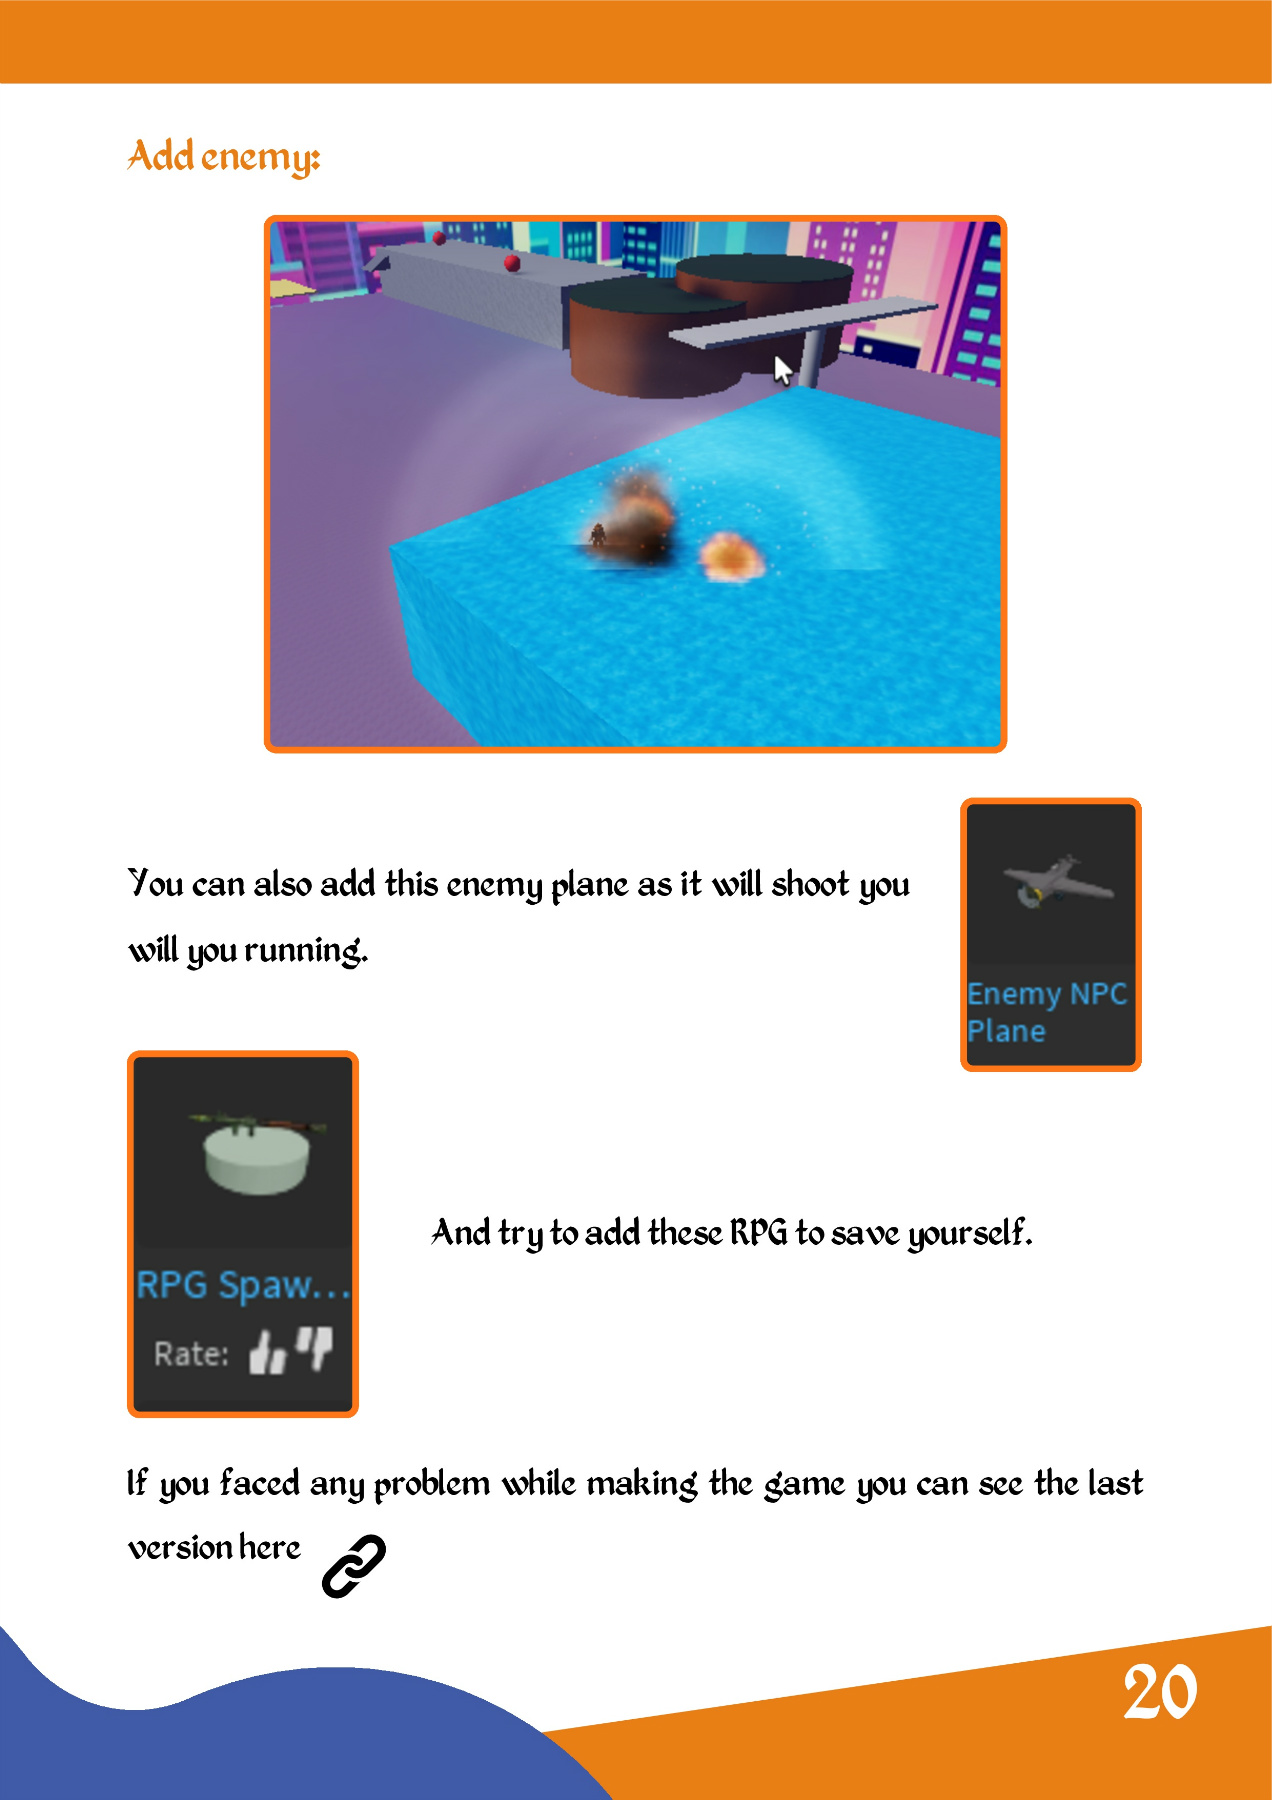 Add enemy:
You can also add this enemy plane as it will shoot you
will you running.
Enemy NPC
Plane
RPG Spaw...
Rate:
And try to add these RPG to save yourself.
If you faced any problem while making the game you can see the last
version here
20